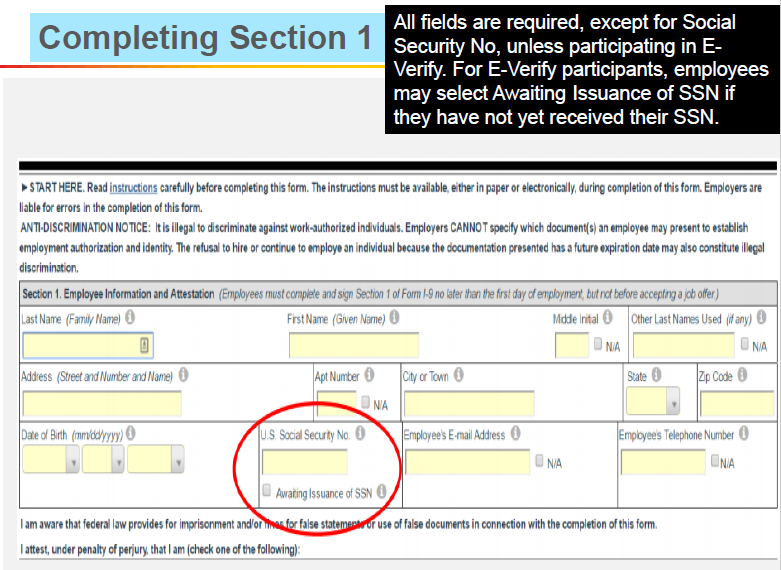 Completing Section 1
All fields are required, except for Social
Security No, unless participating in E-
Verify. For E-Verify participants, employees
may select Awaiting Issuance of SSN if
they have not yet received their SSN.
►START HERE. Read instructions carefully before completing this form. The instructions must be available, either in paper or electronically, during completion of this form. Employers are
liable for errors in the completion of this form.
ANTI-DISCRIMINATION NOTICE: It is illegal to discriminate against work-authorized individuals. Employers CANNOT specify which document(s) an employee may present to establish
employment authorization and identity. The refusal to hire or continue to employe an individual because the documentation presented has a future expiration date may also constitute illegal
discrimination.
Section 1. Employee Information and Attestation (Employees must complete and sign Section 1 of Form I-9 no later than the first day of employment, but not before accepting a job offer.)
Last Name (Family Name) First Name (Given Name) Middle Initial Other Last Names Used (if any)
N/A N/A
Address (Street and Number and Name) Apt Number City or Town State Zip Code
N/A
Date of Birth (mm/dd/yyyy) U.S. Social Security No. Employee's E-mail Address Employee's Telephone Number
N/A N/A
Awaiting Issuance of SSN
I am aware that federal law provides for imprisonment and/or fines for false statements or use of false documents in connection with the completion of this form.
I attest, under penalty of perjury, that I am (check one of the following):